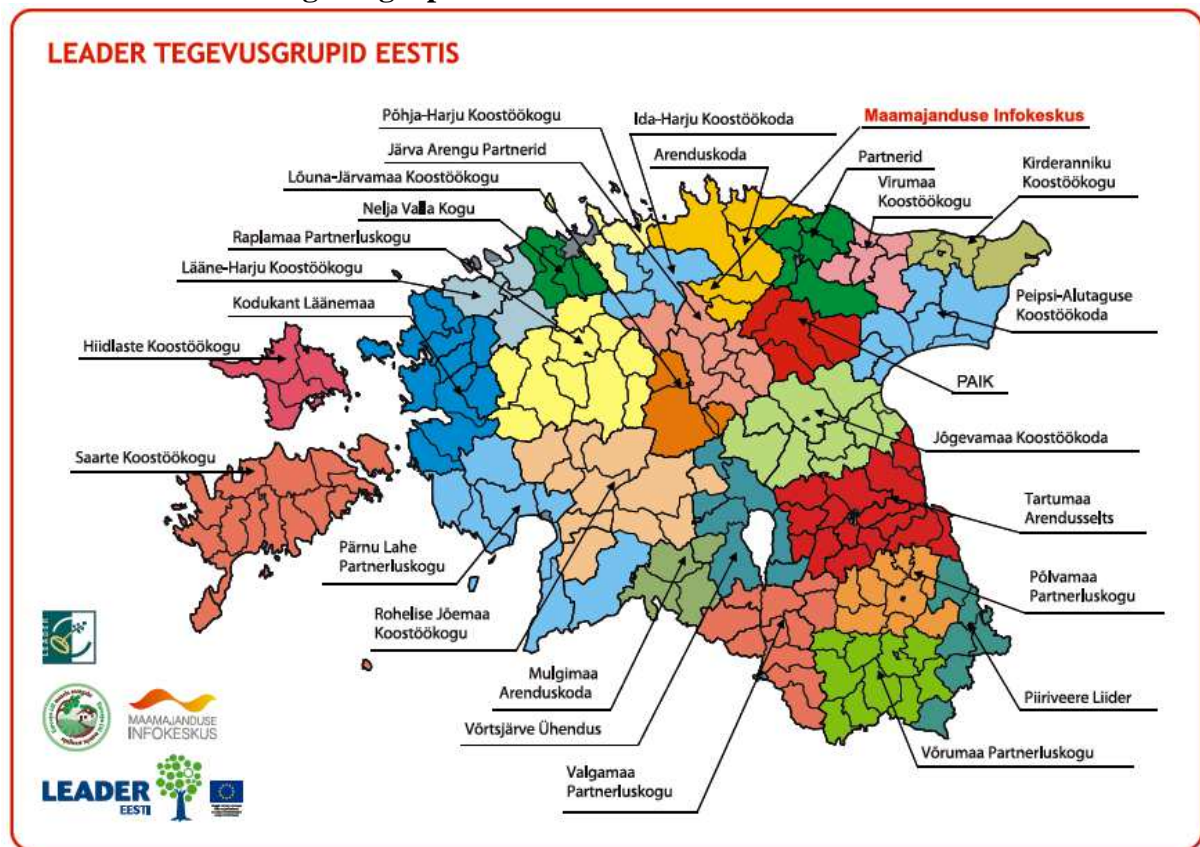 LEADER TEGEVUSGRUPID EESTIS
Põhja-Harju Koostöökogu
Ida-Harju Koostöökoda
Maamajanduse Infokeskus
Järva Arengu Partnerid
Arenduskoda
Partnerid
Kirderanniku
Koostöökogu
Lõuna-Järvamaa Koostöökogu
Virumaa
Koostöökogu
Nelja Valla Kogu
Raplamaa Partnerluskogu
Lääne-Harju Koostöökogu
Kodukant Läänemaa
Peipsi-Alutaguse
Koostöökoda
Hiidlaste Koostöökogu
PAIK
Jõgevamaa Koostöökoda
Saarte Koostöökogu
Tartumaa
Arendusselts
Pärnu Lahe
Partnerluskogu
Põlvamaa
Partnerluskogu
Rohelise Jõemaa
Koostöökogu
Mulgimaa
Arenduskoda
Piiriveere Liider
Võrtsjärve Ühendus
Võrumaa Partnerluskogu
Valgamaa
Partnerluskogu
LEADER
MAAMAJANDUSE
INFOKESKUS
LEADER
EESTI